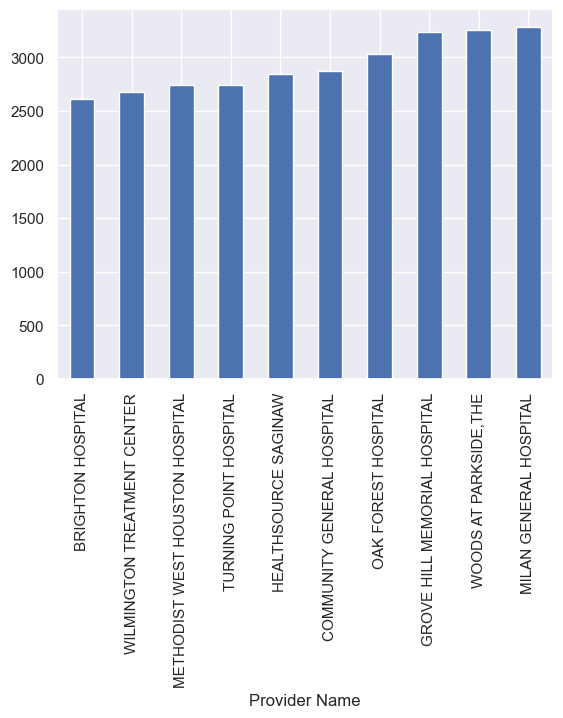 3000
2500
2000
1500
1000
500
0
BRIGHTON HOSPITAL
WILMINGTON TREATMENT CENTER
METHODIST WEST HOUSTON HOSPITAL
TURNING POINT HOSPITAL
HEALTHSOURCE SAGINAW
COMMUNITY GENERAL HOSPITAL
OAK FOREST HOSPITAL
GROVE HILL MEMORIAL HOSPITAL
WOODS AT PARKSIDE,THE
MILAN GENERAL HOSPITAL
Provider Name